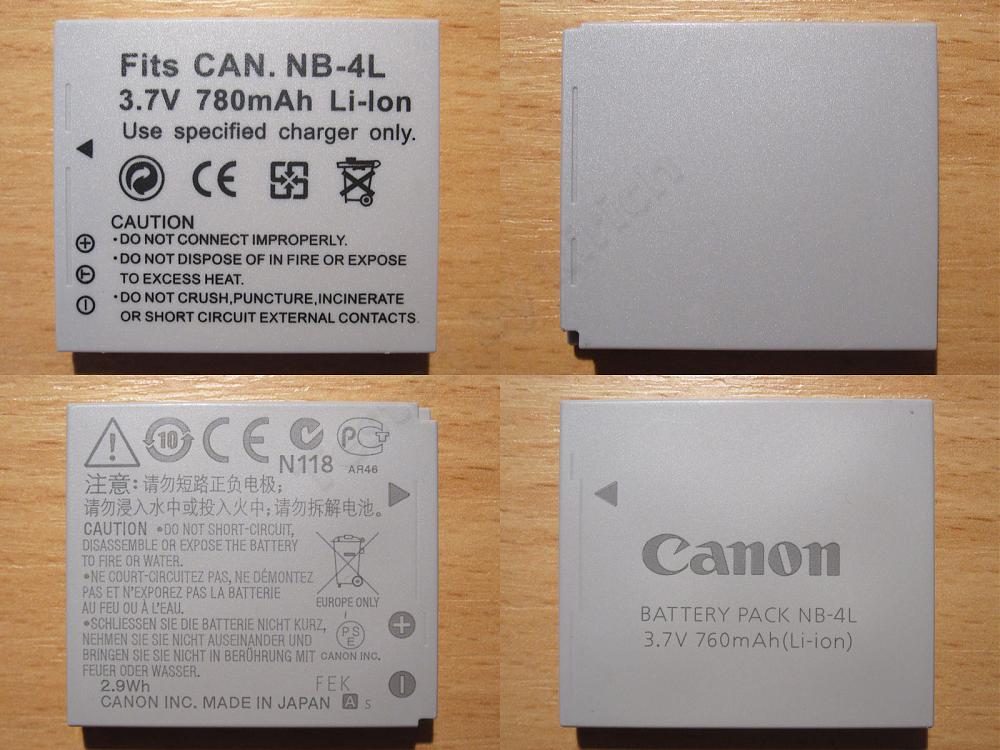 Fits CAN. NB-4L
3.7V 780mAh Li-Ion
Use specified charger only.
CE
CAUTION
·DO NOT CONNECT IMPROPERLY.
·DO NOT DISPOSE OF IN FIRE OR EXPOSE
TO EXCESS HEAT.
·DO NOT CRUSH,PUNCTURE,INCINERATE
OR SHORT CIRCUIT EXTERNAL CONTACTS.
T
10
CE
N118
PCT
AR46
注意:请勿短路正负电极;
请勿浸入水中或投入火中;请勿拆解电池。
CAUTION •DO NOT SHORT-CIRCUIT,
DISASSEMBLE OR EXPOSE THE BATTERY
TO FIRE OR WATER.
•NE COURT-CIRCUITEZ PAS, NE DÉMONTEZ
PAS ET N'EXPOREZ PAS LA BATTERIE
AU FEU OU À L'EAU.
•SCHLIESSEN SIE DIE BATTERIE NICHT KURZ,
NEHMEN SIE SIE NICHT AUSEINANDER UND
BRINGEN SIE SIE NICHT IN BERÜHRUNG MIT
FEUER ODER WASSER.
EUROPE ONLY
PS
E
CANON INC.
2.9Wh
FEK
CANON INC. MADE IN JAPAN A S
Canon
BATTERY PACK NB-4L
3.7V 760mAh(Li-ion)